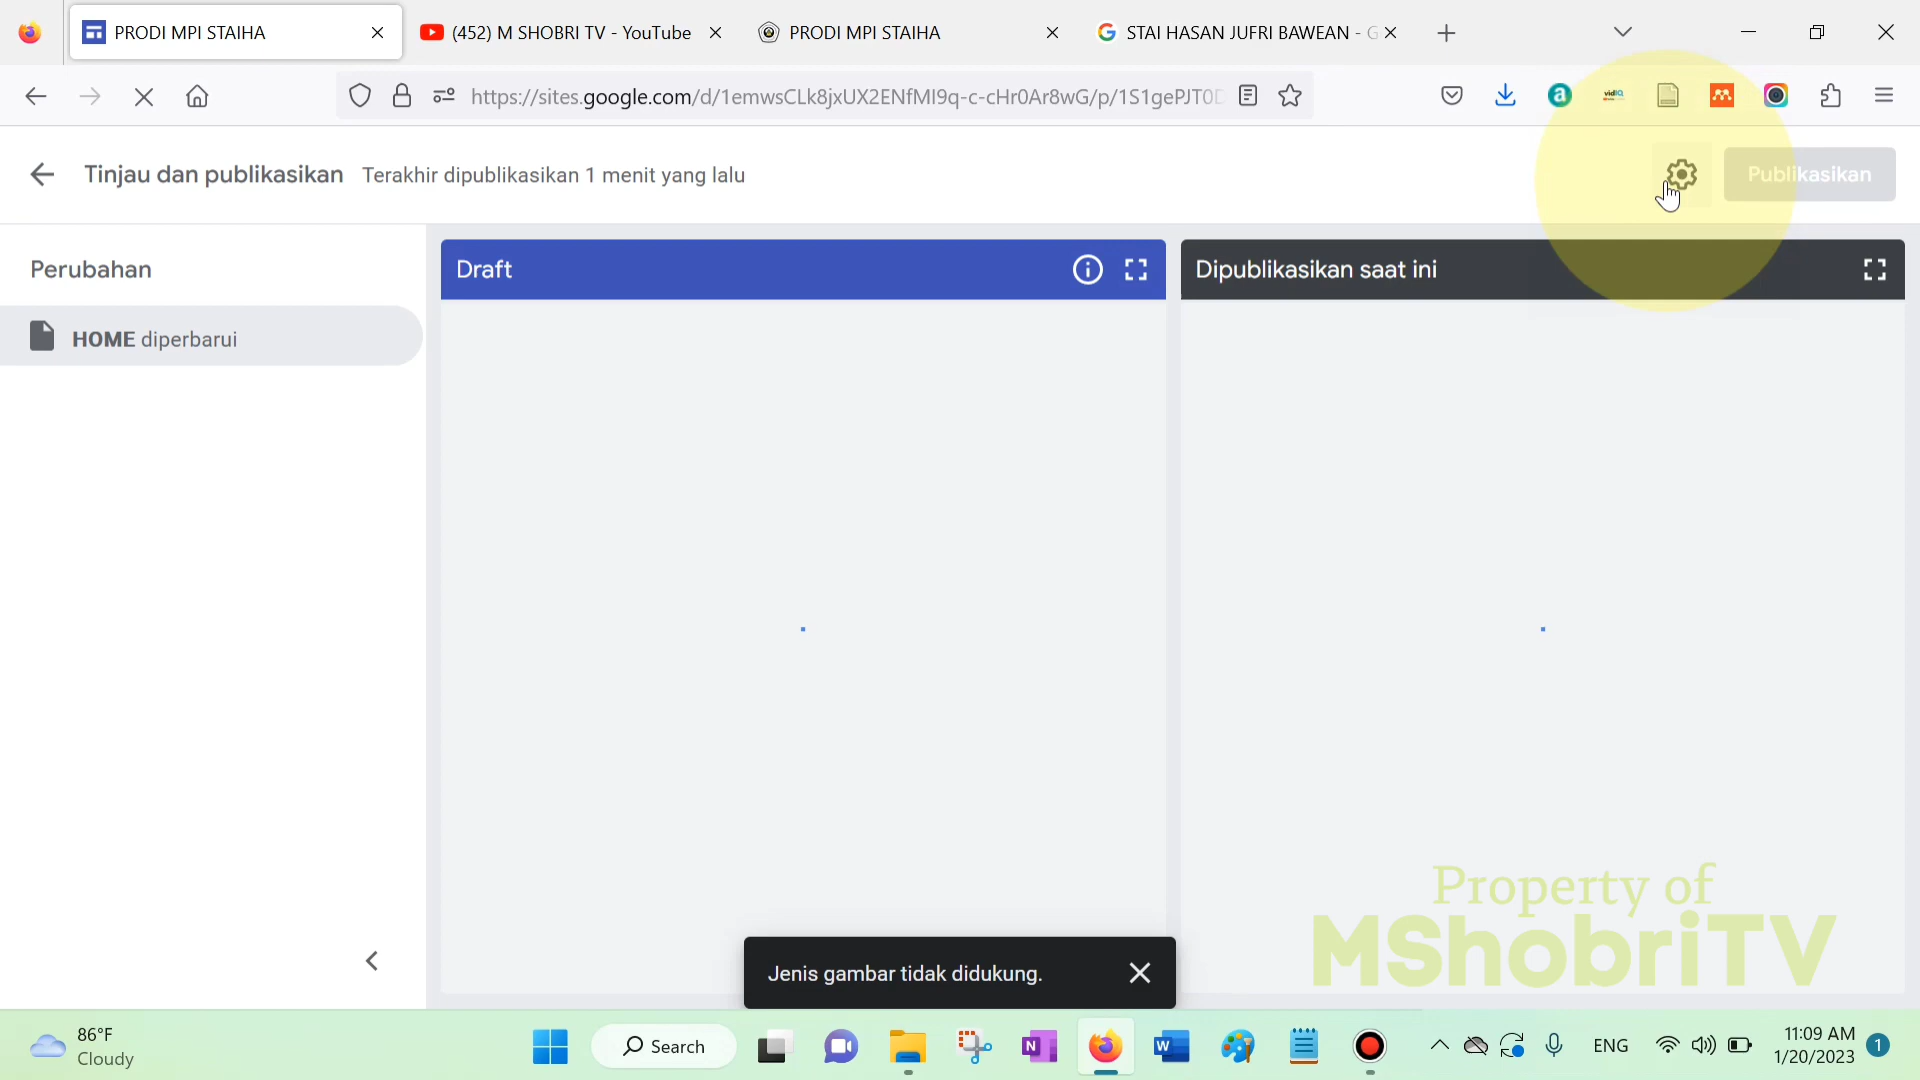 PRODI MPI STAIHA
(452) M SHOBRI TV - YouTube
PRODI MPI STAIHA
STAI HASAN JUFRI BAWEAN - G
https://sites.google.com/d/1emwsCLk8jxUX2ENfMI9q-c-cHr0Ar8wG/p/1S1gePJT0D
vidIQ
Tinjau dan publikasikan
Terakhir dipublikasikan 1 menit yang lalu
Publikasikan
Perubahan
HOME diperbarui
Draft
Dipublikasikan saat ini
Property of
MShobriTV
Jenis gambar tidak didukung.
86°F
Cloudy
Search
ENG
11:09 AM
1/20/2023
1